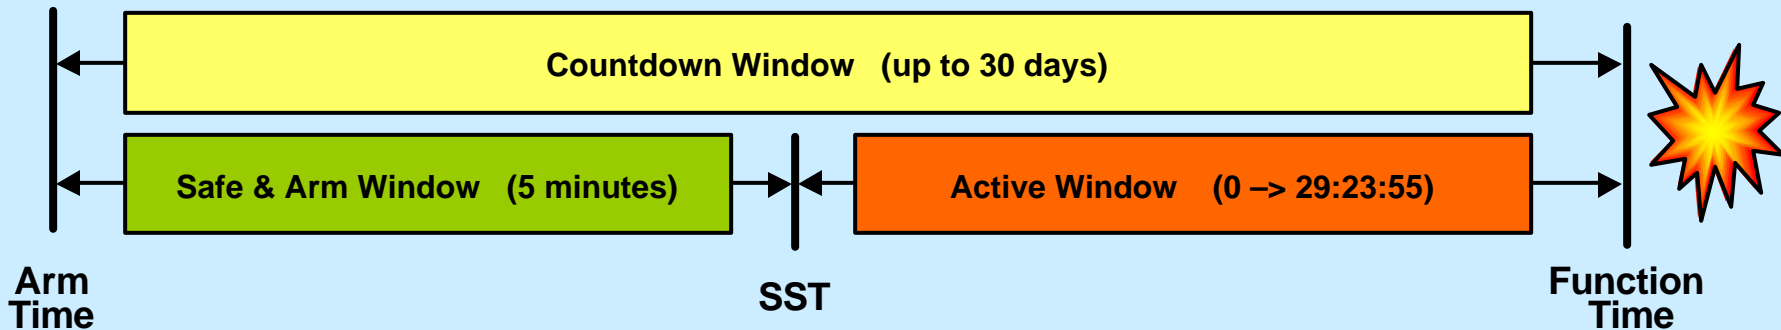 Countdown Window (up to 30 days)
Safe & Arm Window (5 minutes)
Active Window (0 –> 29:23:55)
Arm
Time
SST
Function
Time